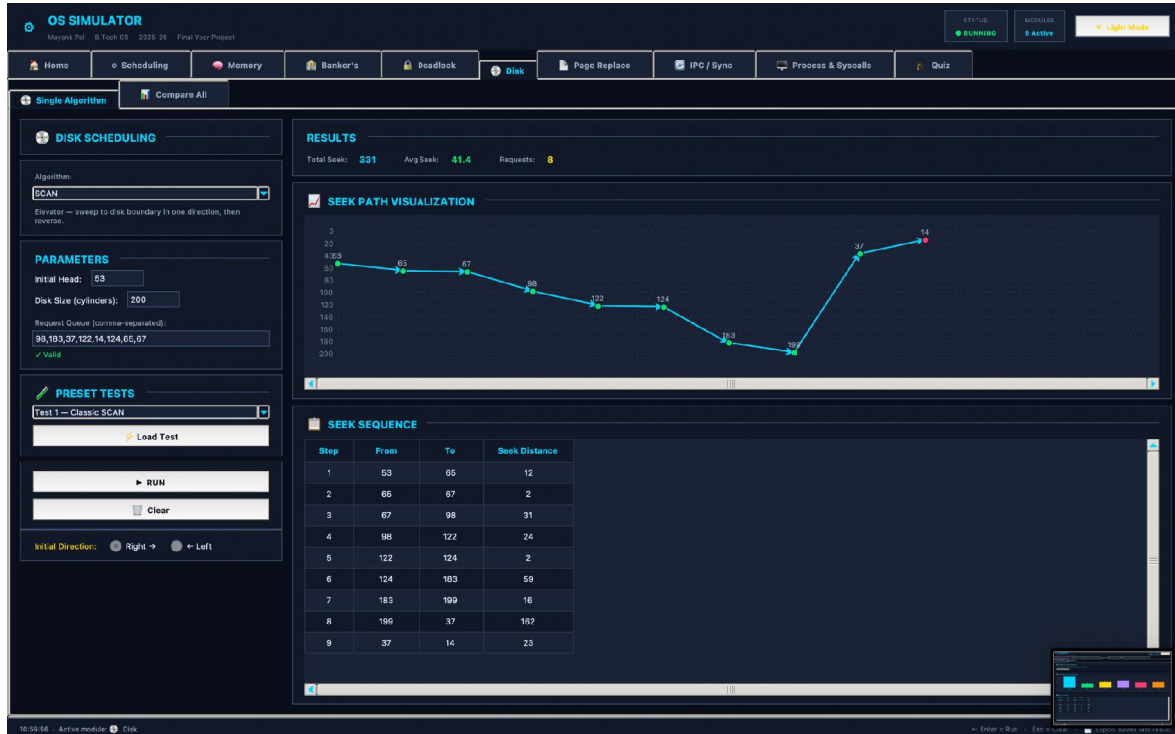 OS SIMULATOR
Mayank Pal · B.Tech CS · 2025-26 · Final Year Project
STATUS
RUNNING
MODULES
9 Active
Light Mode
Home
Scheduling
Memory
Banker's
Deadlock
Disk
Page Replace
IPC / Sync
Process & Syscalls
Quiz
Single Algorithm
Compare All
DISK SCHEDULING
Algorithm:
SCAN
Elevator — sweep to disk boundary in one direction, then
reverse.
PARAMETERS
Initial Head: 53
Disk Size (cylinders): 200
Request Queue (comma-separated):
98,183,37,122,14,124,65,67
✓ Valid
PRESET TESTS
Test 1 — Classic SCAN
Load Test
► RUN
Clear
Initial Direction: Right → ← Left
RESULTS
Total Seek: 331 Avg Seek: 41.4 Requests: 8
SEEK PATH VISUALIZATION
0
20
40
60
80
100
120
140
160
180
200
53
65
67
98
122
124
183
199
37
14
SEEK SEQUENCE
Step From To Seek Distance
1 53 65 12
2 65 67 2
3 67 98 31
4 98 122 24
5 122 124 2
6 124 183 59
7 183 199 16
8 199 37 162
9 37 14 23
18:59:56 · Active module: Disk
← Enter = Run · Esc = Clear · Export saves last result